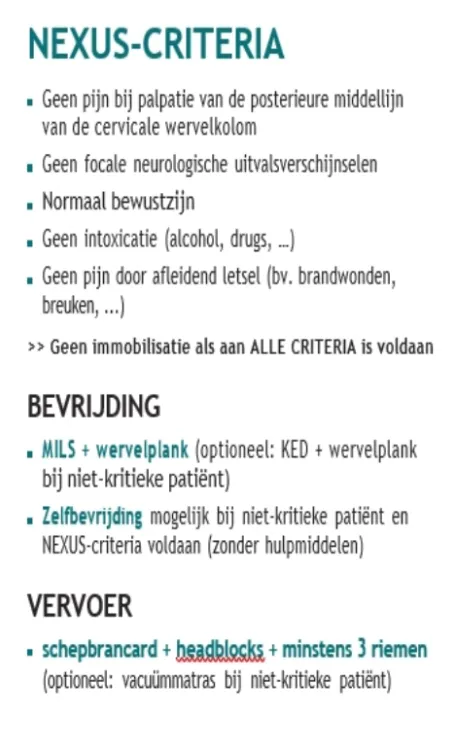 NEXUS-CRITERIA
▪ Geen pijn bij palpatie van de posterieure middellijn
van de cervicale wervelkolom
▪ Geen focale neurologische uitvalsverschijnselen
▪ Normaal bewustzijn
▪ Geen intoxicatie (alcohol, drugs, ...)
▪ Geen pijn door afleidend letsel (bv. brandwonden,
breuken, ...)
>> Geen immobilisatie als aan ALLE CRITERIA is voldaan
BEVRIJDING
▪ MILS + wervelplank (optioneel: KED + wervelplank
bij niet-kritieke patiënt)
▪ Zelfbevrijding mogelijk bij niet-kritieke patiënt en
NEXUS-criteria voldaan (zonder hulpmiddelen)
VERVOER
▪ schepbrancard + headblocks + minstens 3 riemen
(optioneel: vacuümmatras bij niet-kritieke patiënt)